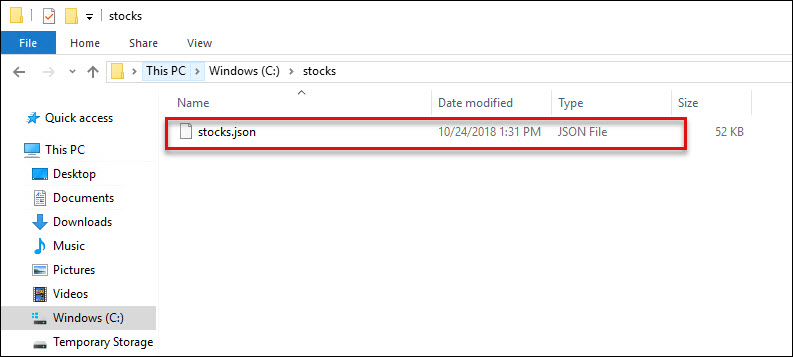 stocks
File Home Share View
This PC Windows (C:) stocks
Name Date modified Type Size
stocks.json 10/24/2018 1:31 PM JSON File 52 KB
Quick access
This PC
Desktop
Documents
Downloads
Music
Pictures
Videos
Windows (C:)
Temporary Storage